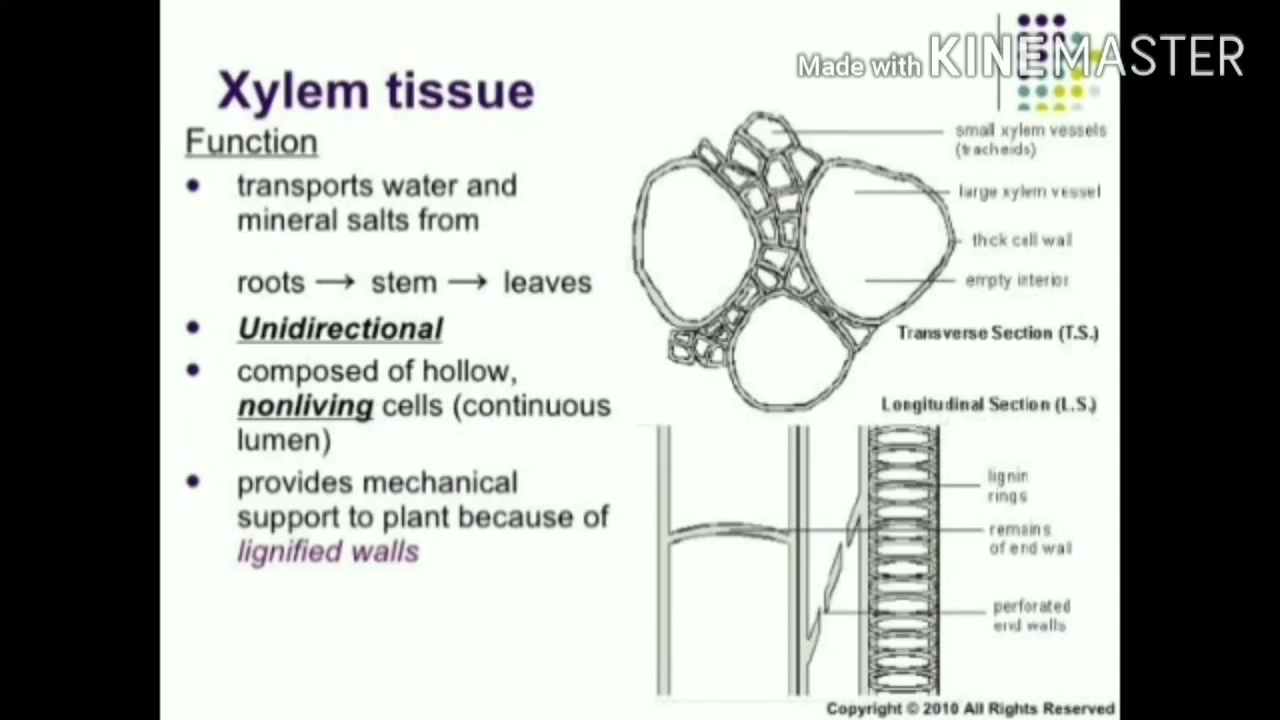 Made with KINEMASTER
Xylem tissue
Function
• transports water and
mineral salts from
roots → stem → leaves
• Unidirectional
• composed of hollow,
nonliving cells (continuous
lumen)
• provides mechanical
support to plant because of
lignified walls
small xylem vessels
(tracheids)
large xylem vessel
thick cell wall
empty interior
Transverse Section (T.S.)
Longitudinal Section (L.S.)
lignin
rings
remains
of end wall
perforated
end walls
Copyright © 2010 All Rights Reserved